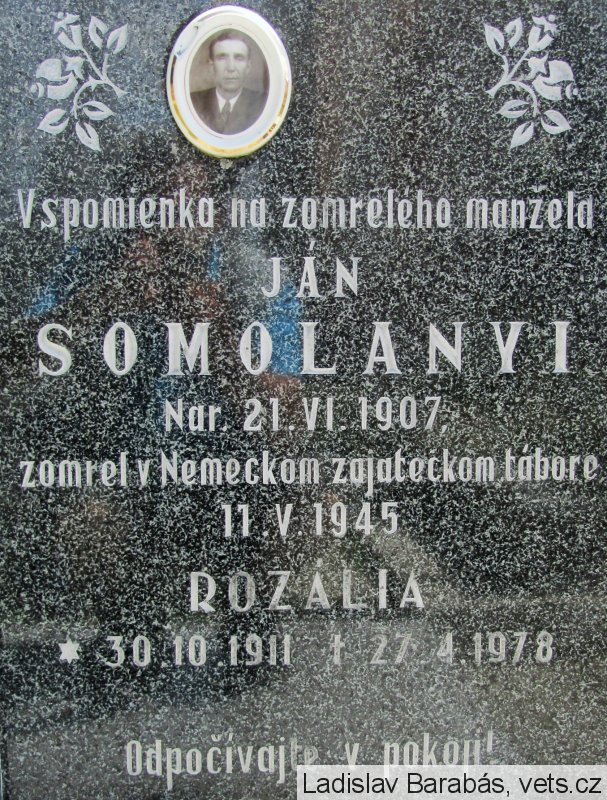 Vspomienka na zomrelého manžela
JÁN
SOMOLANYI
Nar. 21. VI. 1907,
zomrel v Nemeckom zajateckom tábore
11. V. 1945
ROZÁLIA
* 30. 10. 1911 † 27. 4. 1978
Odpočívajte v pokoji!
Ladislav Barabás, vets.cz